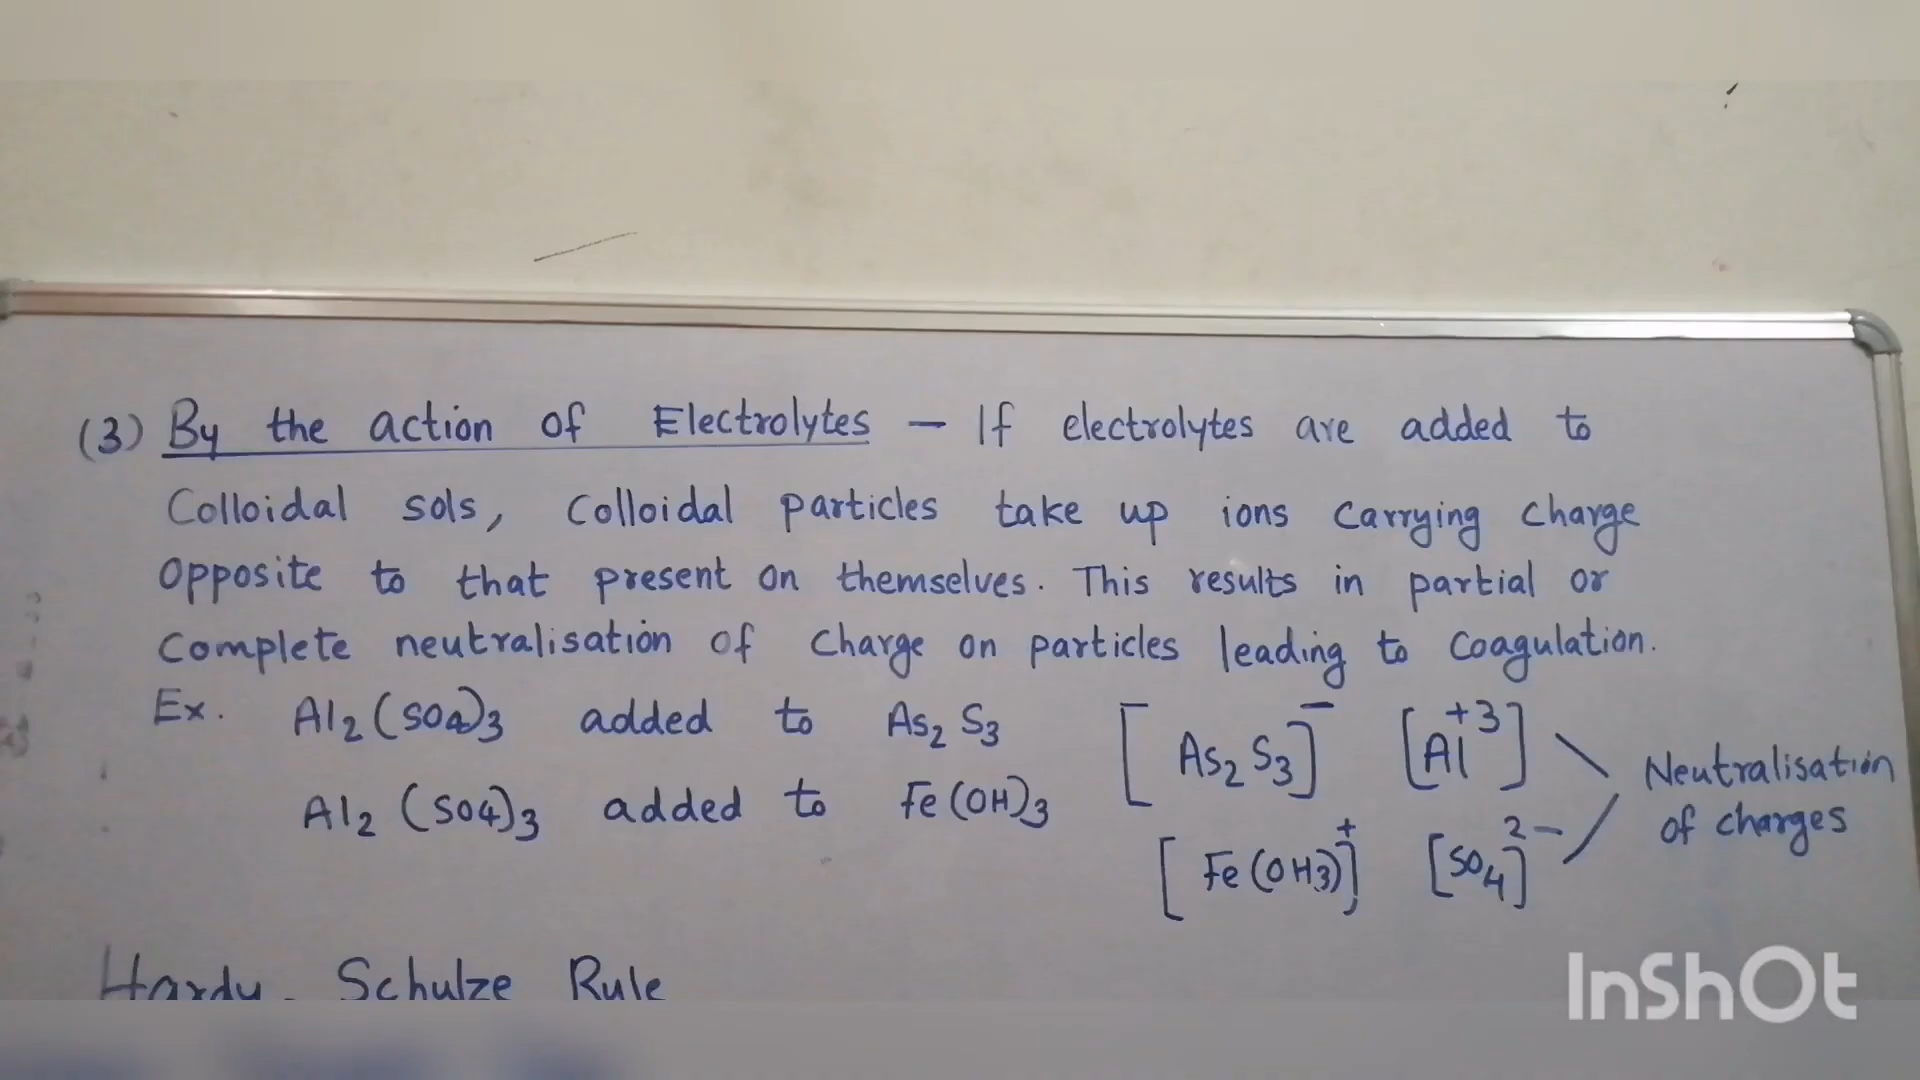 (3) By the action of Electrolytes — If electrolytes are added to
Colloidal sols, Colloidal particles take up ions carrying charge
opposite to that present on themselves. This results in partial or
Complete neutralisation of charge on particles leading to coagulation.
Ex. Al₂(SO₄)₃ added to As₂S₃ [As₂S₃]⁻ [Al⁺³]
Al₂(SO₄)₃ added to Fe(OH)₃ [Fe(OH3)]⁺ [SO₄]²⁻
Neutralisation
of charges
Hardy - Schulze Rule
InShOt